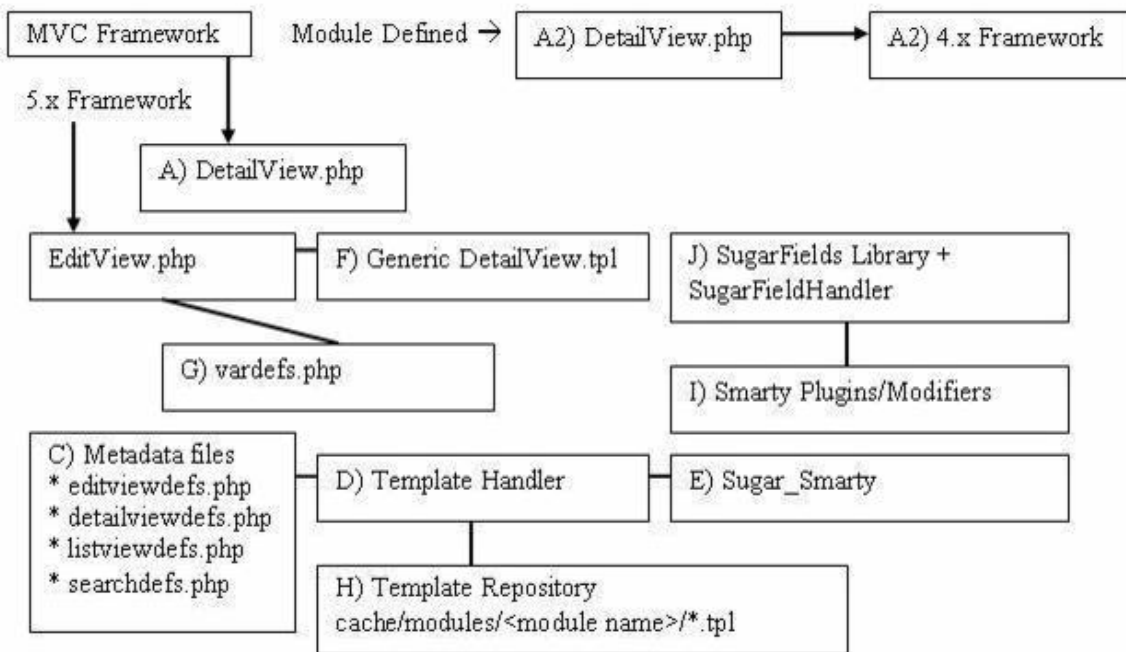 MVC Framework
Module Defined →
A2) DetailView.php
A2) 4.x Framework
5.x Framework
A) DetailView.php
EditView.php
F) Generic DetailView.tpl
J) SugarFields Library +
SugarFieldHandler
G) vardefs.php
I) Smarty Plugins/Modifiers
C) Metadata files
* editviewdefs.php
* detailviewdefs.php
* listviewdefs.php
* searchdefs.php
D) Template Handler
E) Sugar_Smarty
H) Template Repository
cache/modules/<module name>/*.tpl